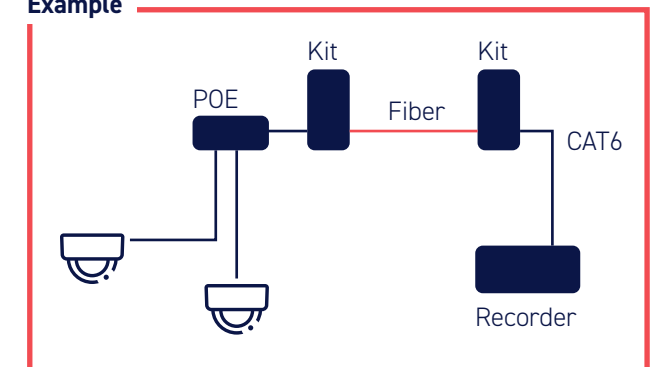 Example
Kit
Kit
POE
Fiber
CAT6
Recorder